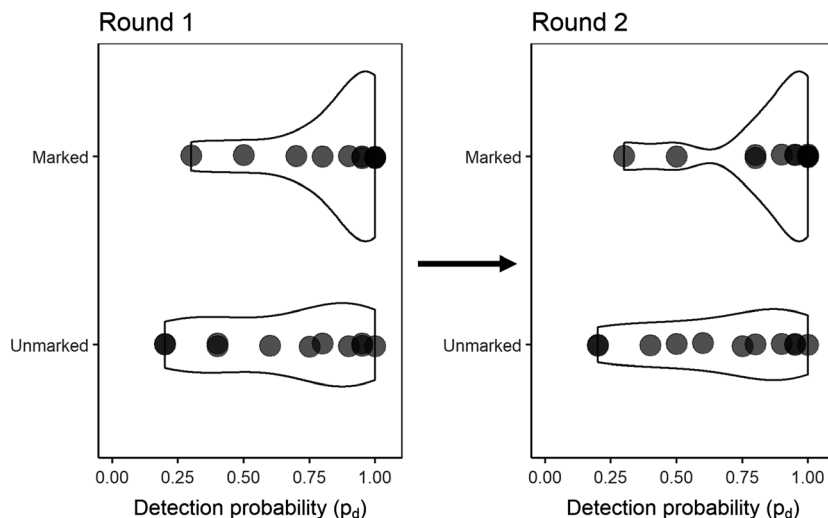 Round 1
Marked
Unmarked
0.00 0.25 0.50 0.75 1.00
Detection probability (pd)
Round 2
Marked
Unmarked
0.00 0.25 0.50 0.75 1.00
Detection probability (pd)